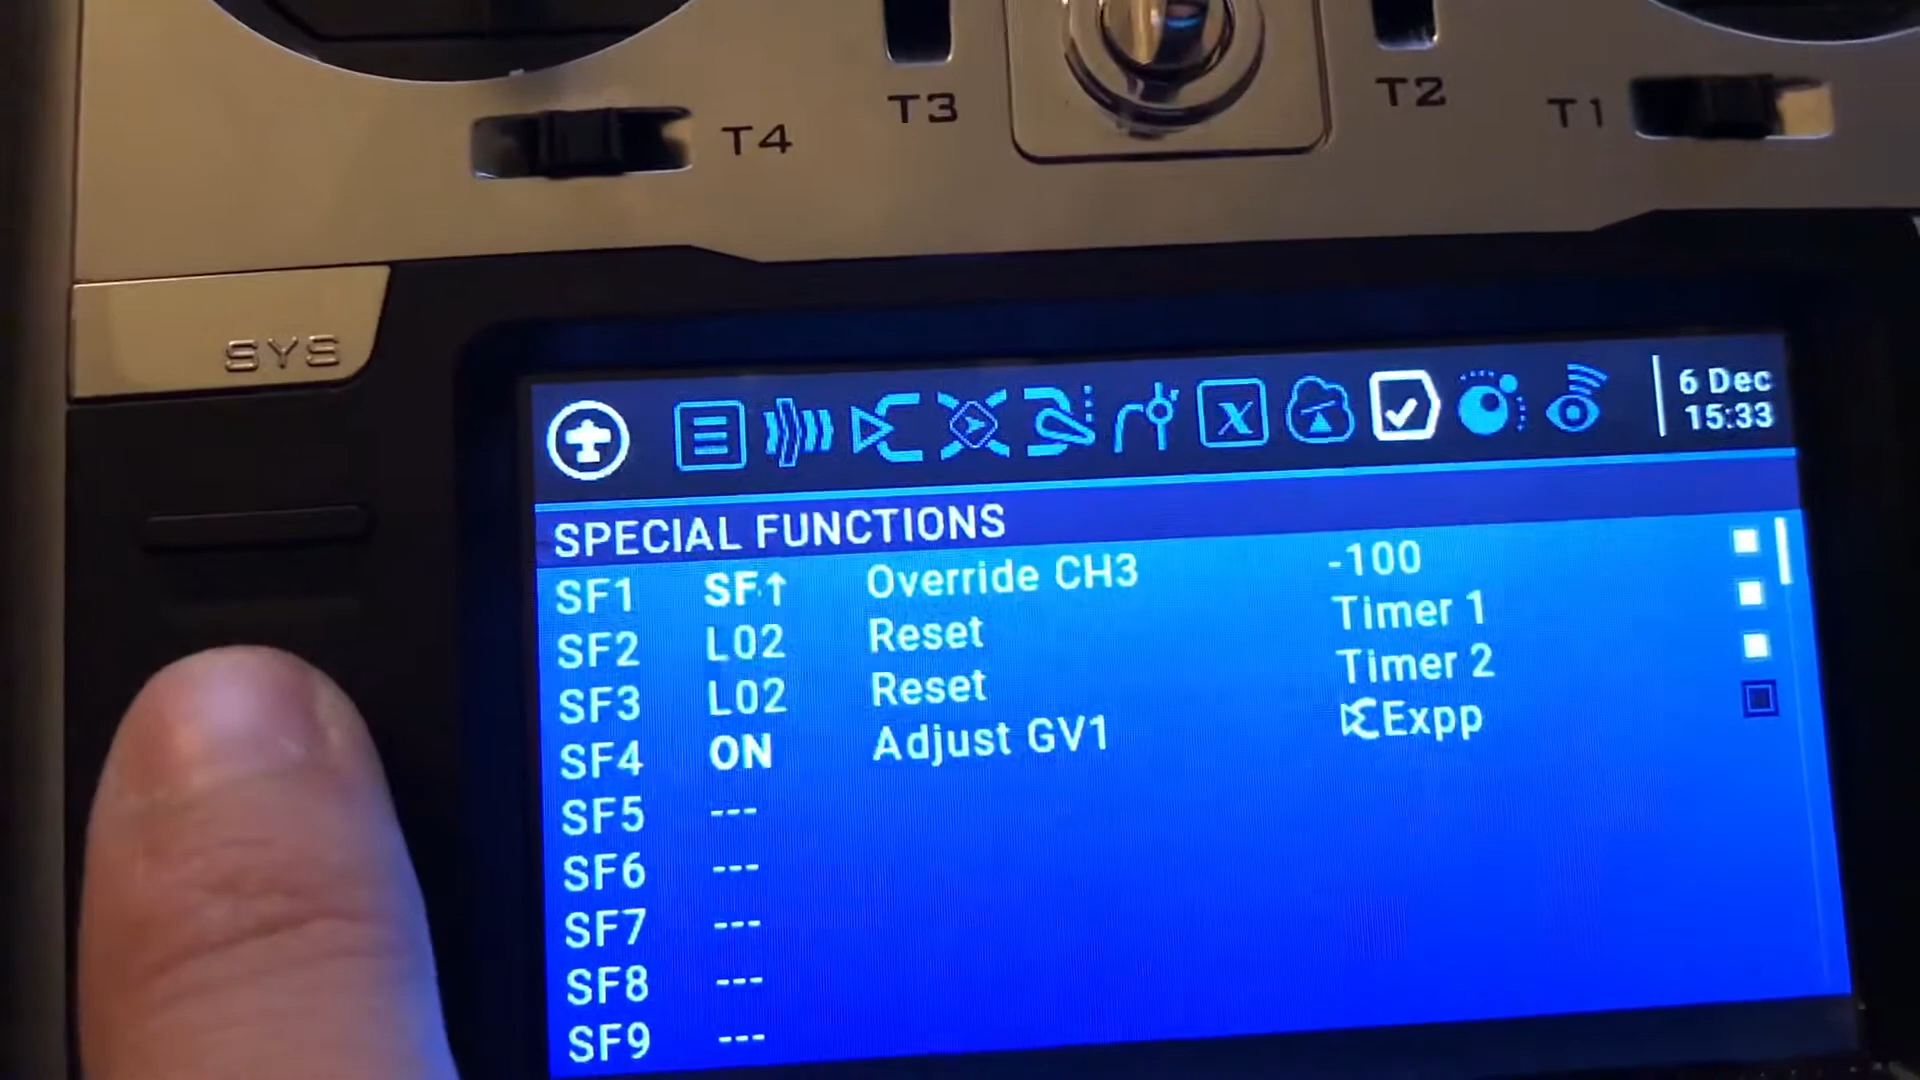 T4
T3
T2
T1
SYS
6 Dec
15:33
SPECIAL FUNCTIONS
SF1 SF↑ Override CH3 -100
SF2 L02 Reset Timer 1
SF3 L02 Reset Timer 2
SF4 ON Adjust GV1 Expp
SF5 ---
SF6 ---
SF7 ---
SF8 ---
SF9 ---